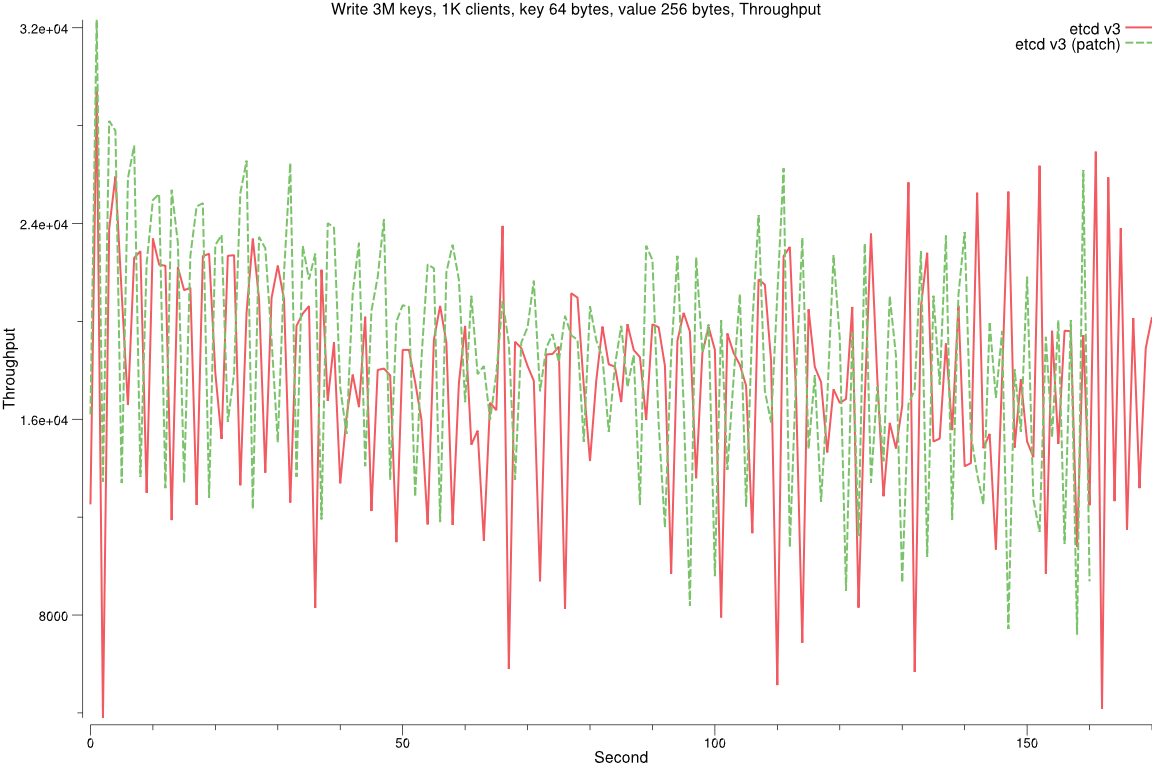 Write 3M keys, 1K clients, key 64 bytes, value 256 bytes, Throughput
3.2e+04
etcd v3
etcd v3 (patch)
2.4e+04
Throughput
1.6e+04
8000
0
50
100
150
Second